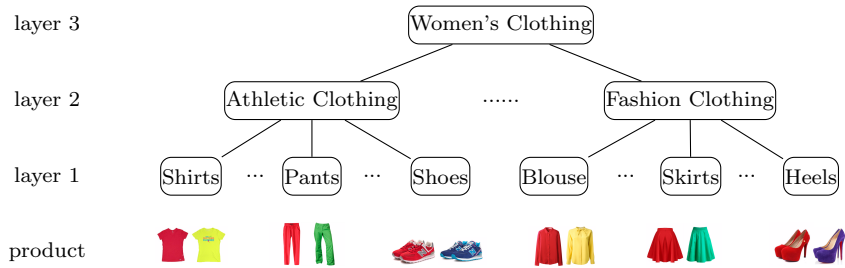 layer 3 Women's Clothing
layer 2 Athletic Clothing ...... Fashion Clothing
layer 1 Shirts ... Pants ... Shoes Blouse ... Skirts ... Heels
product